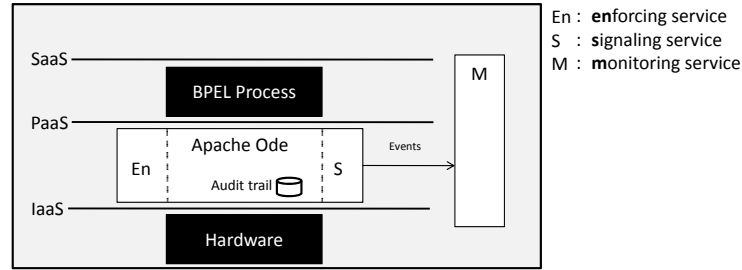 En : enforcing service
S : signaling service
M : monitoring service
SaaS
M
BPEL Process
PaaS
Apache Ode
Events
En
S
Audit trail
IaaS
Hardware